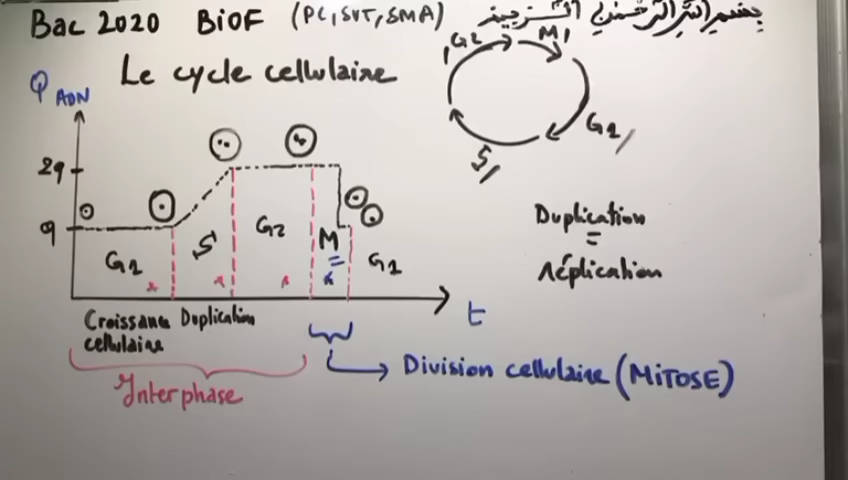 Bac 2020 BiOF (PC, SVT, SMA) بسم الله الرحمن الرحيم
Le cycle cellulaire
G2 M G1 S
Q ADN
2q
q
G1 S G2 M G1
Croissance Duplication
cellulaire
t
Interphase
Division cellulaire (MiTOSE)
Duplication
=
réplication